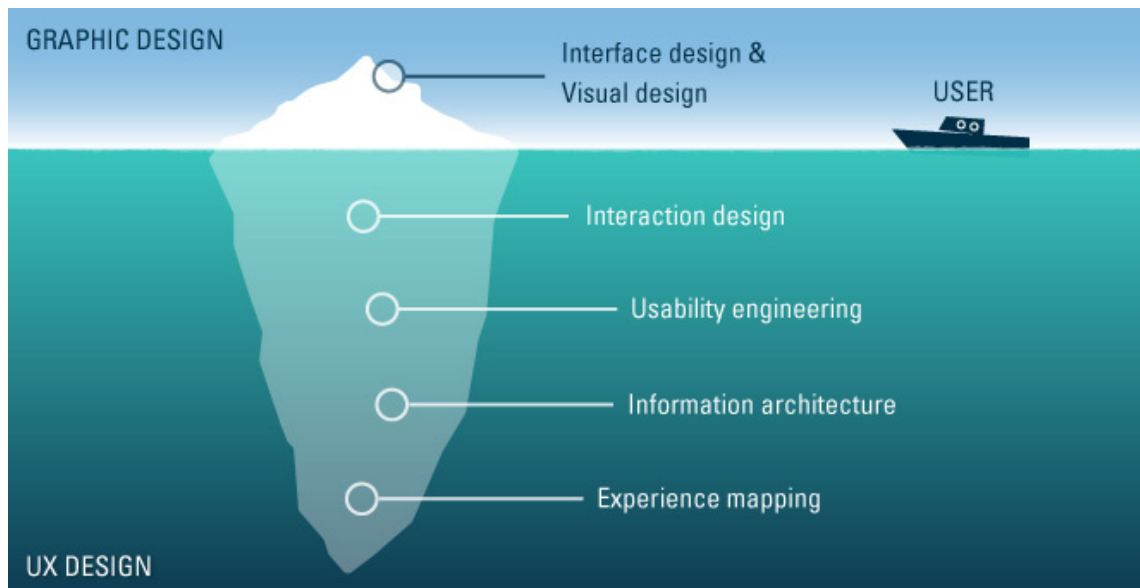 GRAPHIC DESIGN
Interface design &
Visual design
USER
Interaction design
Usability engineering
Information architecture
Experience mapping
UX DESIGN